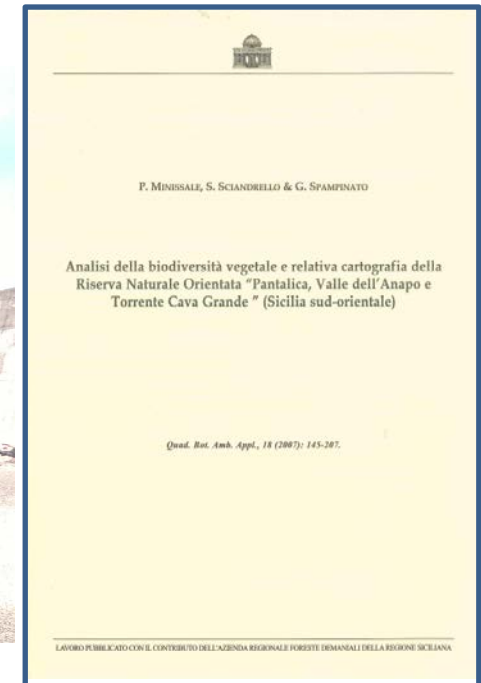 P. MINISSALE, S. SCIANDRELLO & G. SPAMPINATO
Analisi della biodiversità vegetale e relativa cartografia della
Riserva Naturale Orientata "Pantalica, Valle dell'Anapo e
Torrente Cava Grande " (Sicilia sud-orientale)
Quad. Bot. Amb. Appl., 18 (2007): 145-207.
LAVORO PUBBLICATO CON IL CONTRIBUTO DELL'AZIENDA REGIONALE FORESTE DEMANIALI DELLA REGIONE SICILIANA